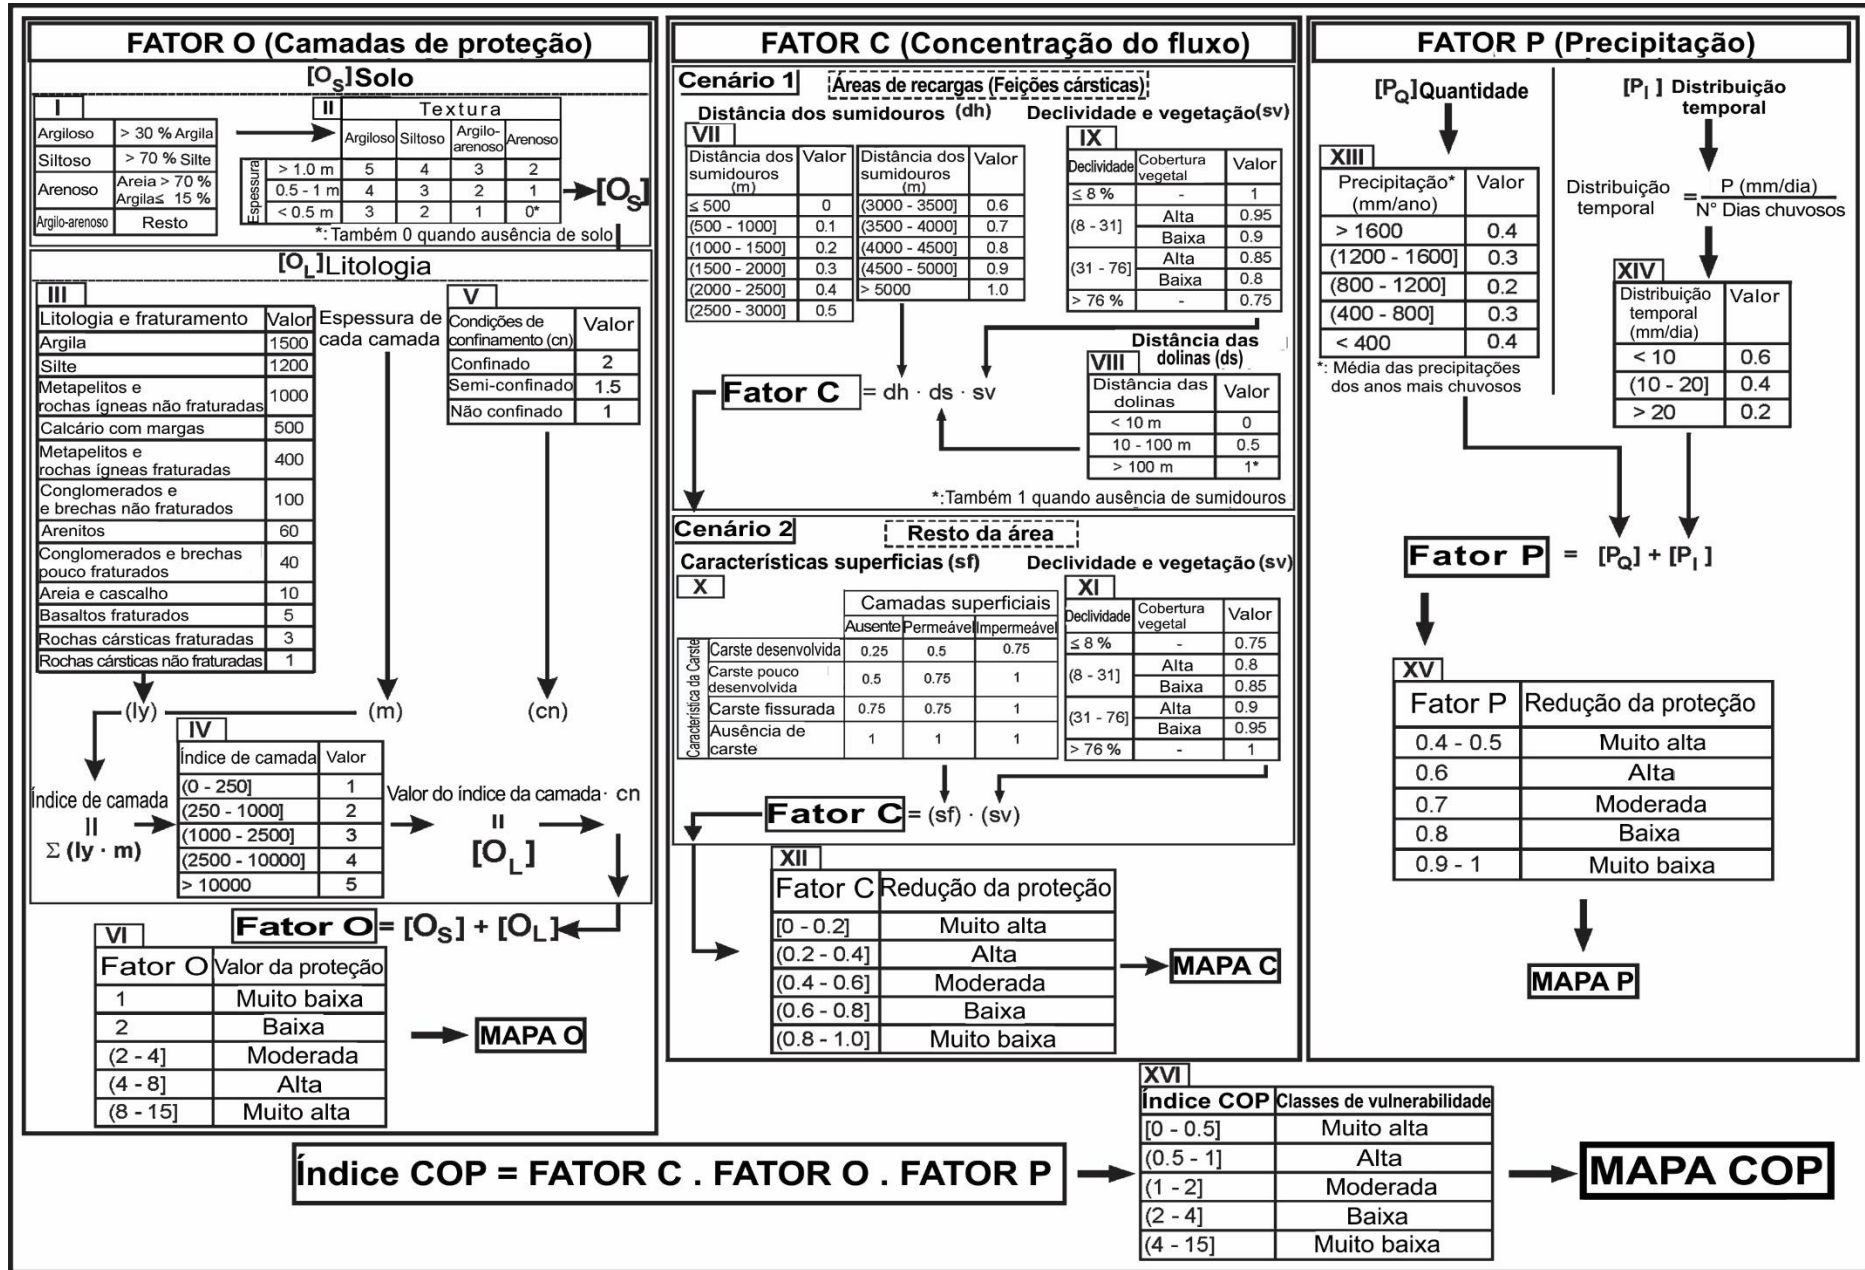 FATOR O (Camadas de proteção)
[OS]Solo
I
Argiloso > 30 % Argila
Siltoso > 70 % Silte
Arenoso Areia > 70 %
Argila≤ 15 %
Argilo-arenoso Resto
II Textura
Argiloso Siltoso Argilo-arenoso Arenoso
Espessura
> 1.0 m 5 4 3 2
0.5 - 1 m 4 3 2 1
< 0.5 m 3 2 1 0*
[OS]
*: Também 0 quando ausência de solo
[OL]Litologia
III
Litologia e fraturamento Valor
Argila 1500
Silte 1200
Metapelitos e
rochas ígneas não fraturadas 1000
Calcário com margas 500
Metapelitos e
rochas ígneas fraturadas 400
Conglomerados e
e brechas não fraturados 100
Arenitos 60
Conglomerados e brechas
pouco fraturados 40
Areia e cascalho 10
Basaltos fraturados 5
Rochas cársticas fraturadas 3
Rochas cársticas não fraturadas 1
Espessura de
cada camada
V
Condições de
confinamento (cn) Valor
Confinado 2
Semi-confinado 1.5
Não confinado 1
(ly) (m) (cn)
IV
Índice de camada Valor
(0 - 250] 1
(250 - 1000] 2
(1000 - 2500] 3
(2500 - 10000] 4
> 10000 5
Índice de camada
=
Σ (ly · m)
Valor do índice da camada · cn
=
[OL]
Fator O = [OS] + [OL]
VI
Fator O Valor da proteção
1 Muito baixa
2 Baixa
(2 - 4] Moderada
(4 - 8] Alta
(8 - 15] Muito alta
MAPA O
FATOR C (Concentração do fluxo)
Cenário 1 Áreas de recargas (Feições cársticas)
Distância dos sumidouros (dh)
VII
Distância dos
sumidouros
(m) Valor
≤ 500 0
(500 - 1000] 0.1
(1000 - 1500] 0.2
(1500 - 2000] 0.3
(2000 - 2500] 0.4
(2500 - 3000] 0.5
Distância dos
sumidouros
(m) Valor
(3000 - 3500] 0.6
(3500 - 4000] 0.7
(4000 - 4500] 0.8
(4500 - 5000] 0.9
> 5000 1.0
Declividade e vegetação(sv)
IX
Declividade Cobertura vegetal Valor
≤ 8 % - 1
(8 - 31] Alta 0.95
Baixa 0.9
(31 - 76] Alta 0.85
Baixa 0.8
> 76 % - 0.75
Distância das
dolinas (ds)
VIII
Distância das
dolinas Valor
< 10 m 0
10 - 100 m 0.5
> 100 m 1*
Fator C = dh · ds · sv
*:Também 1 quando ausência de sumidouros
Cenário 2 Resto da área
Característísticas superficias (sf)
X
Camadas superficiais
Ausente Permeável Impermeável
Característica da Carste
Carste desenvolvida 0.25 0.5 0.75
Carste pouco
desenvolvida 0.5 0.75 1
Carste fissurada 0.75 0.75 1
Ausência de
carste 1 1 1
Declividade e vegetação (sv)
XI
Declividade Cobertura vegetal Valor
≤ 8 % - 0.75
(8 - 31] Alta 0.8
Baixa 0.85
(31 - 76] Alta 0.9
Baixa 0.95
> 76 % - 1
Fator C = (sf) · (sv)
XII
Fator C Redução da proteção
[0 - 0.2] Muito alta
(0.2 - 0.4] Alta
(0.4 - 0.6] Moderada
(0.6 - 0.8] Baixa
(0.8 - 1.0] Muito baixa
MAPA C
FATOR P (Precipitação)
[PQ]Quantidade
XIII
Precipitação*
(mm/ano) Valor
> 1600 0.4
(1200 - 1600] 0.3
(800 - 1200] 0.2
(400 - 800] 0.3
< 400 0.4
*: Média das precipitações
dos anos mais chuvosos
[PI] Distribuição
temporal
Distribuição
temporal = P (mm/dia)
N° Dias chuvosos
XIV
Distribuição
temporal
(mm/dia) Valor
< 10 0.6
(10 - 20] 0.4
> 20 0.2
Fator P = [PQ] + [PI]
XV
Fator P Redução da proteção
0.4 - 0.5 Muito alta
0.6 Alta
0.7 Moderada
0.8 Baixa
0.9 - 1 Muito baixa
MAPA P
Índice COP = FATOR C . FATOR O . FATOR P
XVI
Índice COP Classes de vulnerabilidade
[0 - 0.5] Muito alta
(0.5 - 1] Alta
(1 - 2] Moderada
(2 - 4] Baixa
(4 - 15] Muito baixa
MAPA COP